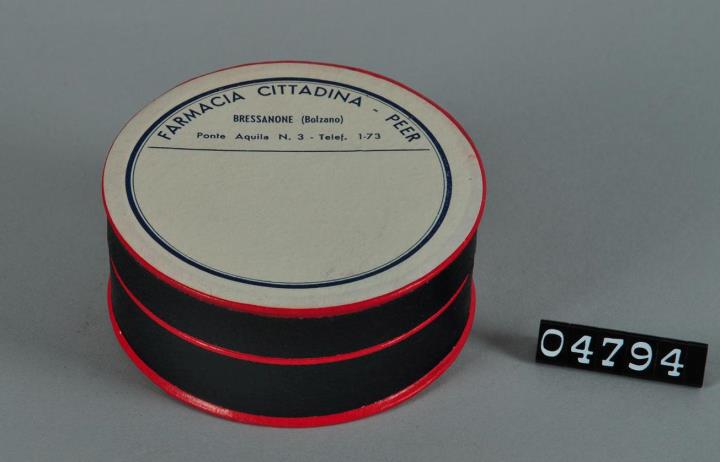 FARMACIA CITTADINA - PEER
BRESSANONE (Bolzano)
Ponte Aquila N. 3 - Telef. 1-73
04794